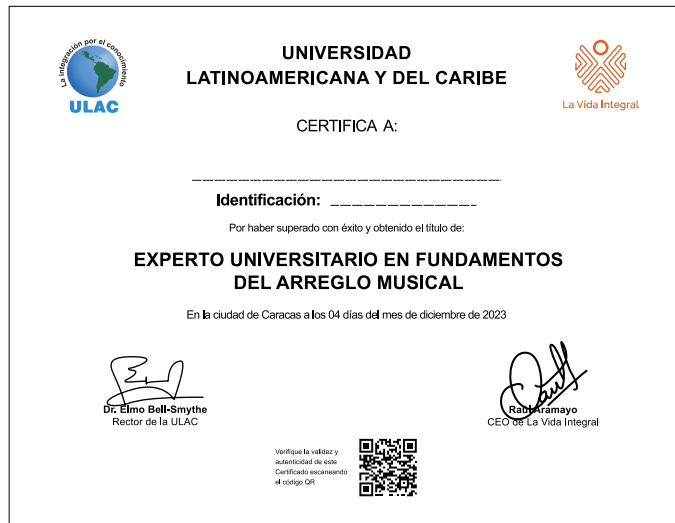 La integración por el conocimiento
ULAC
UNIVERSIDAD
LATINOAMERICANA Y DEL CARIBE
La Vida Integral
CERTIFICA A:
Identificación:
Por haber superado con éxito y obtenido el título de:
EXPERTO UNIVERSITARIO EN FUNDAMENTOS
DEL ARREGLO MUSICAL
En la ciudad de Caracas a los 04 días del mes de diciembre de 2023
Dr. Elmo Bell-Smythe
Rector de la ULAC
Raúl Aramayo
CEO de La Vida Integral
Verifique la validez y
autenticidad de este
Certificado escaneando
el código QR